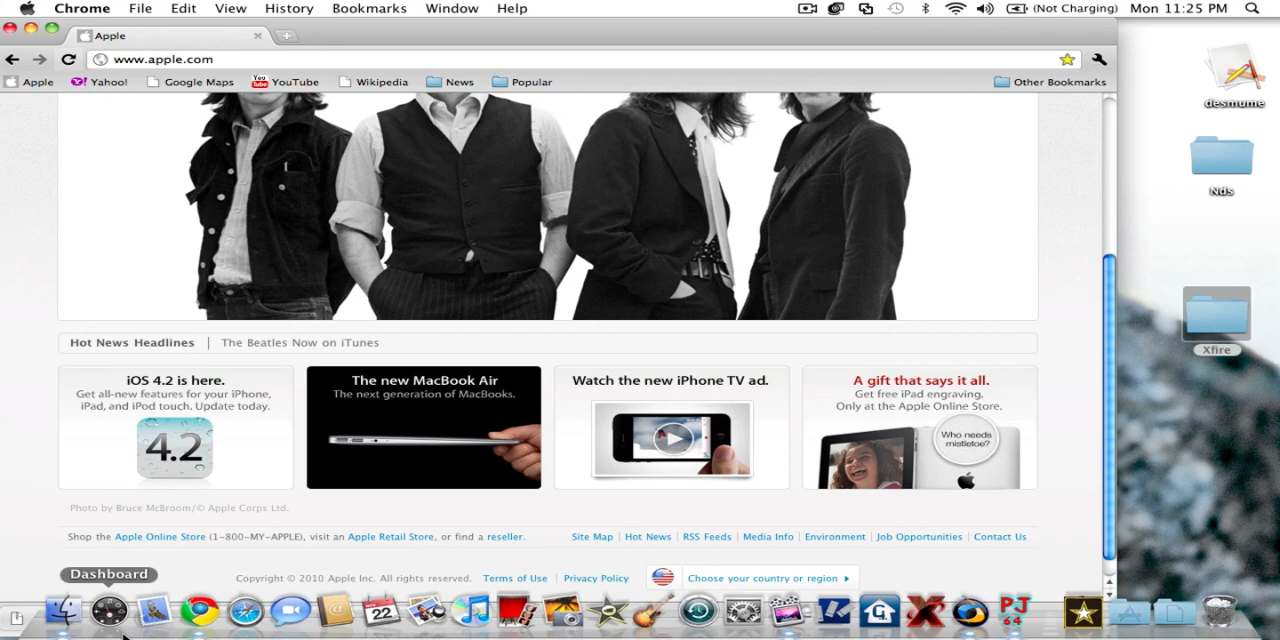 Chrome File Edit View History Bookmarks Window Help (Not Charging) Mon 11:25 PM
Apple
www.apple.com
Apple Yahoo! Google Maps YouTube Wikipedia News Popular Other Bookmarks
desmume
Nds
Xfire
Hot News Headlines | The Beatles Now on iTunes
iOS 4.2 is here.
Get all-new features for your iPhone,
iPad, and iPod touch. Update today.
4.2
The new MacBook Air
The next generation of MacBooks.
Watch the new iPhone TV ad.
A gift that says it all.
Get free iPad engraving.
Only at the Apple Online Store.
Who needs
mistletoe?
Photo by Bruce McBroom/© Apple Corps Ltd.
Shop the Apple Online Store (1-800-MY-APPLE), visit an Apple Retail Store, or find a reseller.
Site Map | Hot News | RSS Feeds | Media Info | Environment | Job Opportunities | Contact Us
Dashboard
Copyright © 2010 Apple Inc. All rights reserved. Terms of Use | Privacy Policy
Choose your country or region
22
PJ
64